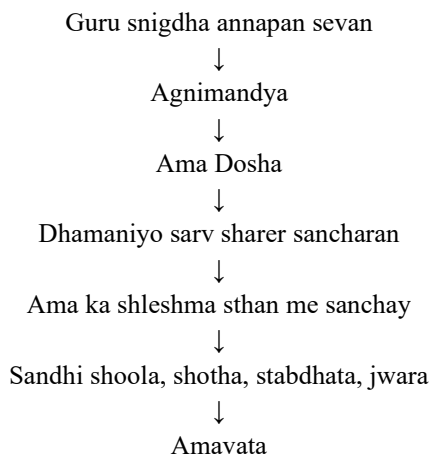 Guru snigdha annapan sevan
↓
Agnimandya
↓
Ama Dosha
↓
Dhamaniyo sarv sharer sancharan
↓
Ama ka shleshma sthan me sanchay
↓
Sandhi shoola, shotha, stabdhata, jwara
↓
Amavata